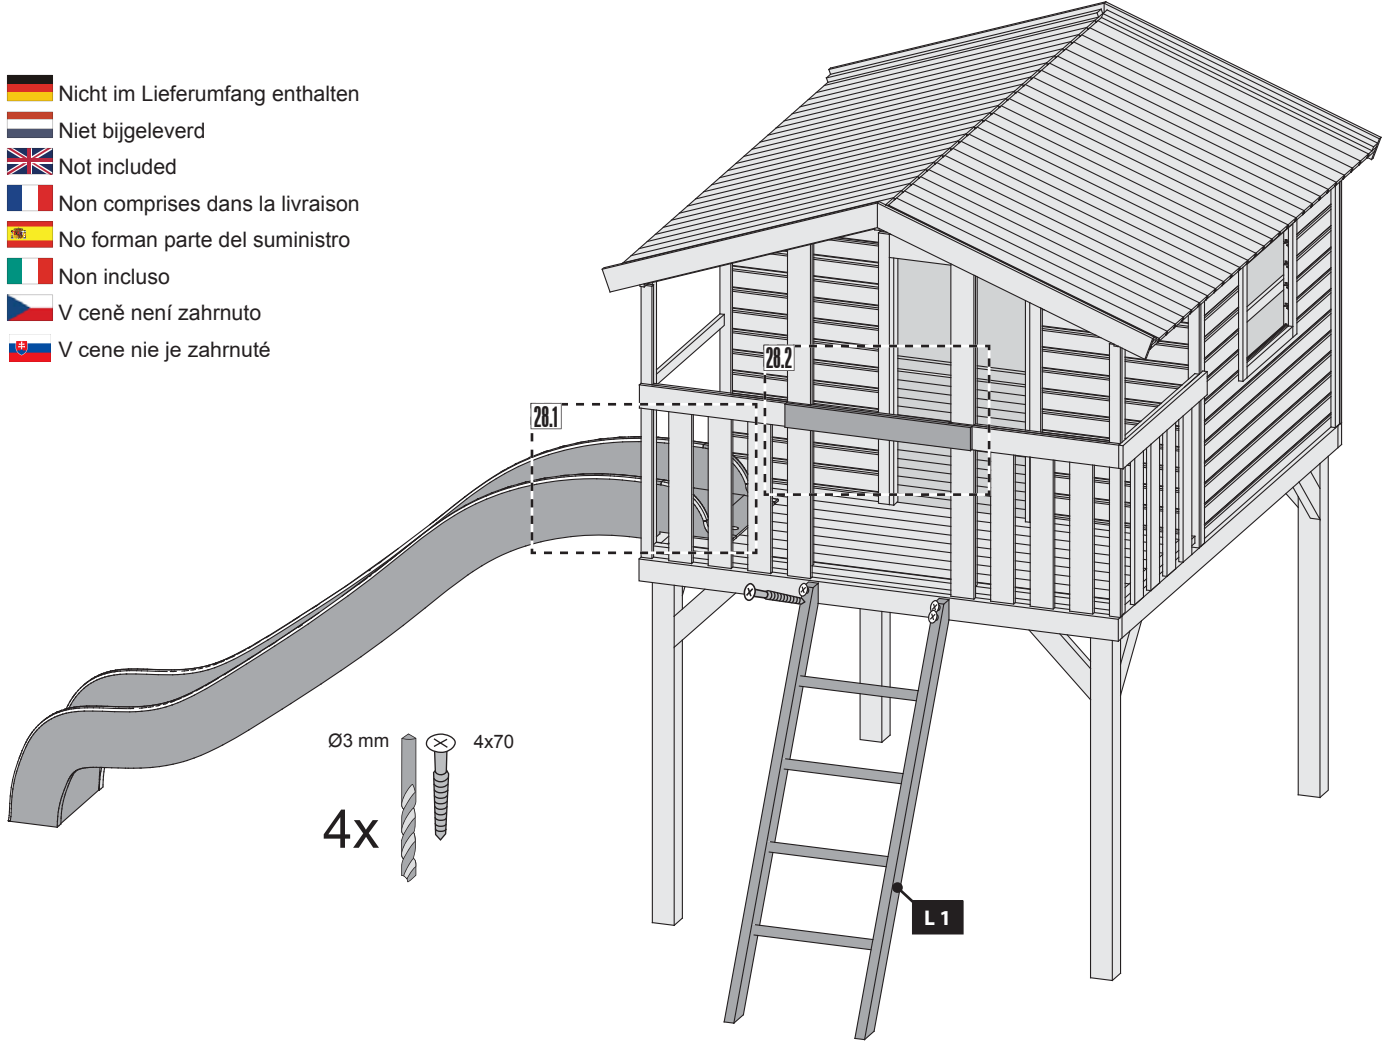 Nicht im Lieferumfang enthalten
Niet bijgeleverd
Not included
Non comprises dans la livraison
No forman parte del suministro
Non incluso
V ceně není zahrnuto
V cene nie je zahrnuté
28.2
28.1
Ø3 mm 4x70
4x
L 1